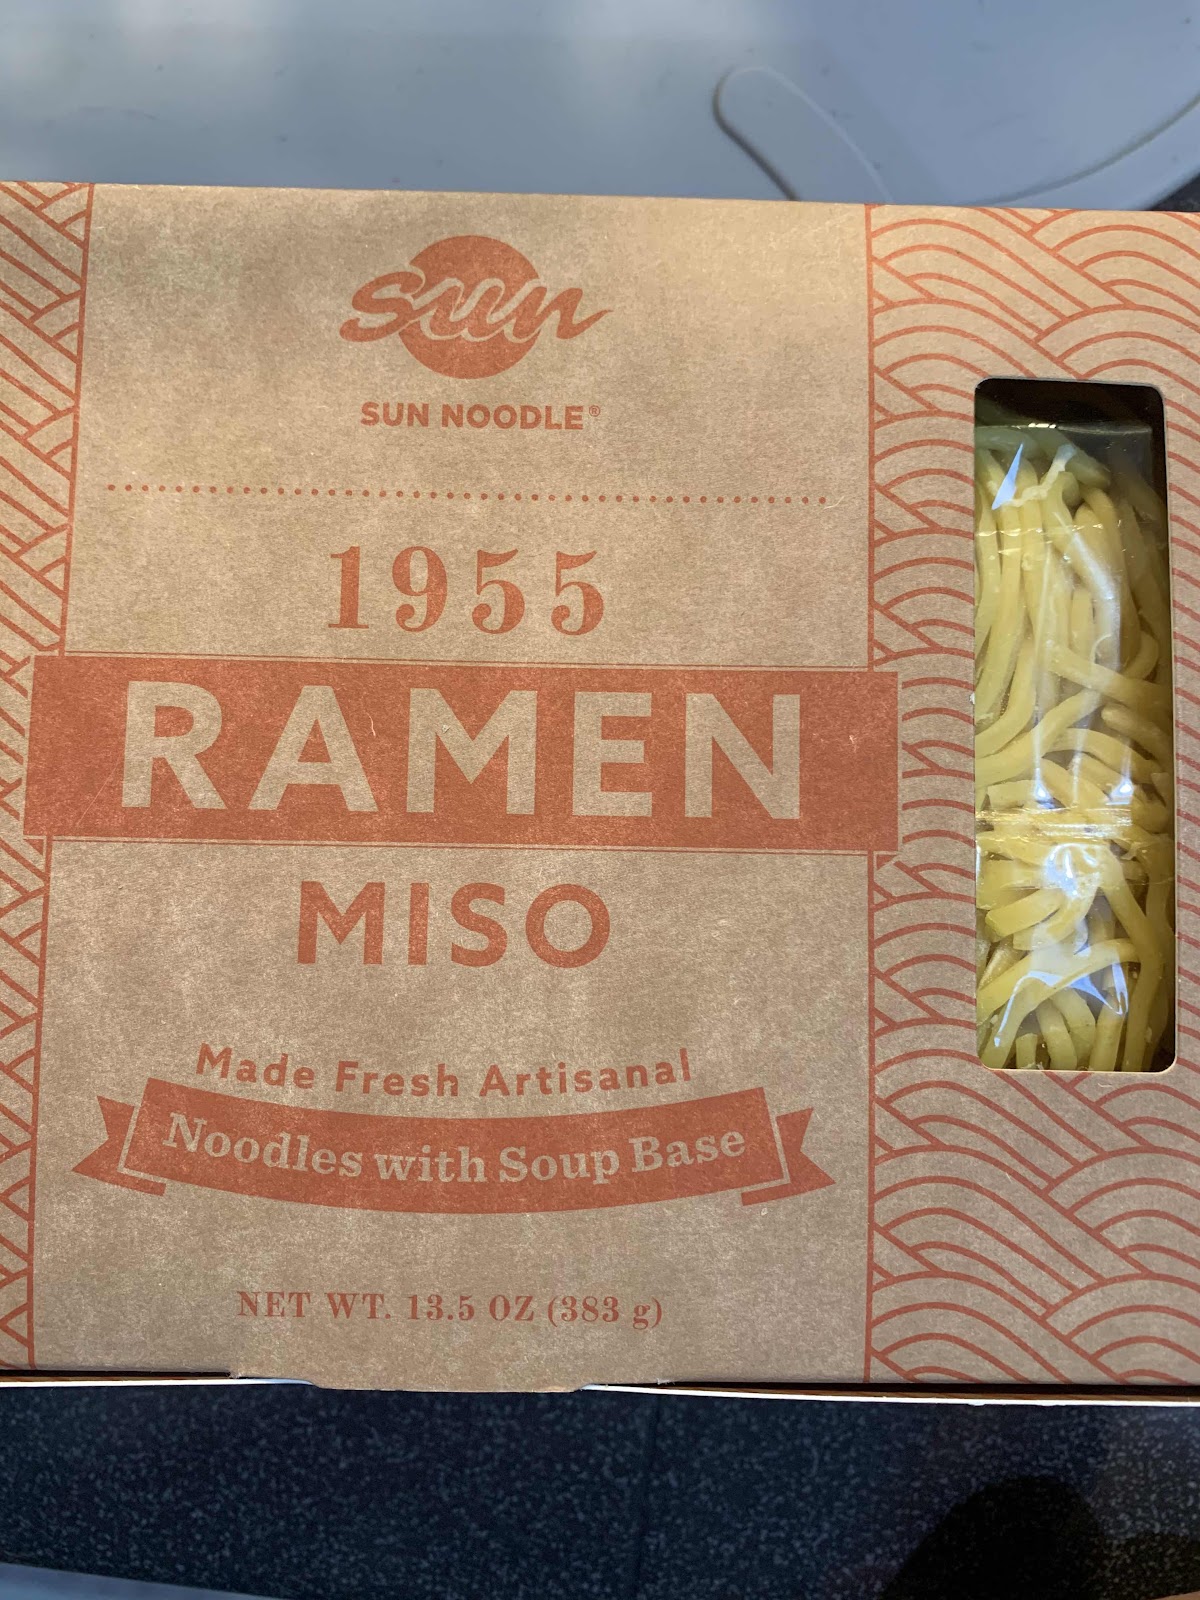 sun
SUN NOODLE®
1955
RAMEN
MISO
Made Fresh Artisanal
Noodles with Soup Base
NET WT. 13.5 OZ (383 g)